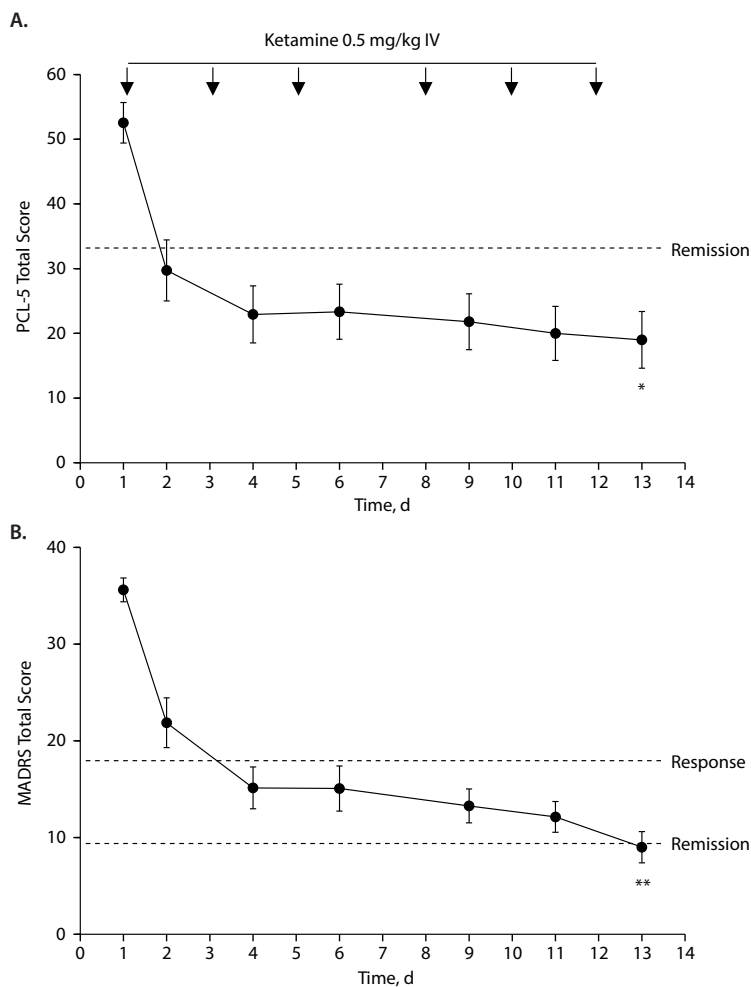 A.
Ketamine 0.5 mg/kg IV
60
50
40
30
20
10
0
PCL-5 Total Score
Remission
*
0 1 2 3 4 5 6 7 8 9 10 11 12 13 14
Time, d
B.
40
30
20
10
0
MADRS Total Score
Response
Remission
**
0 1 2 3 4 5 6 7 8 9 10 11 12 13 14
Time, d